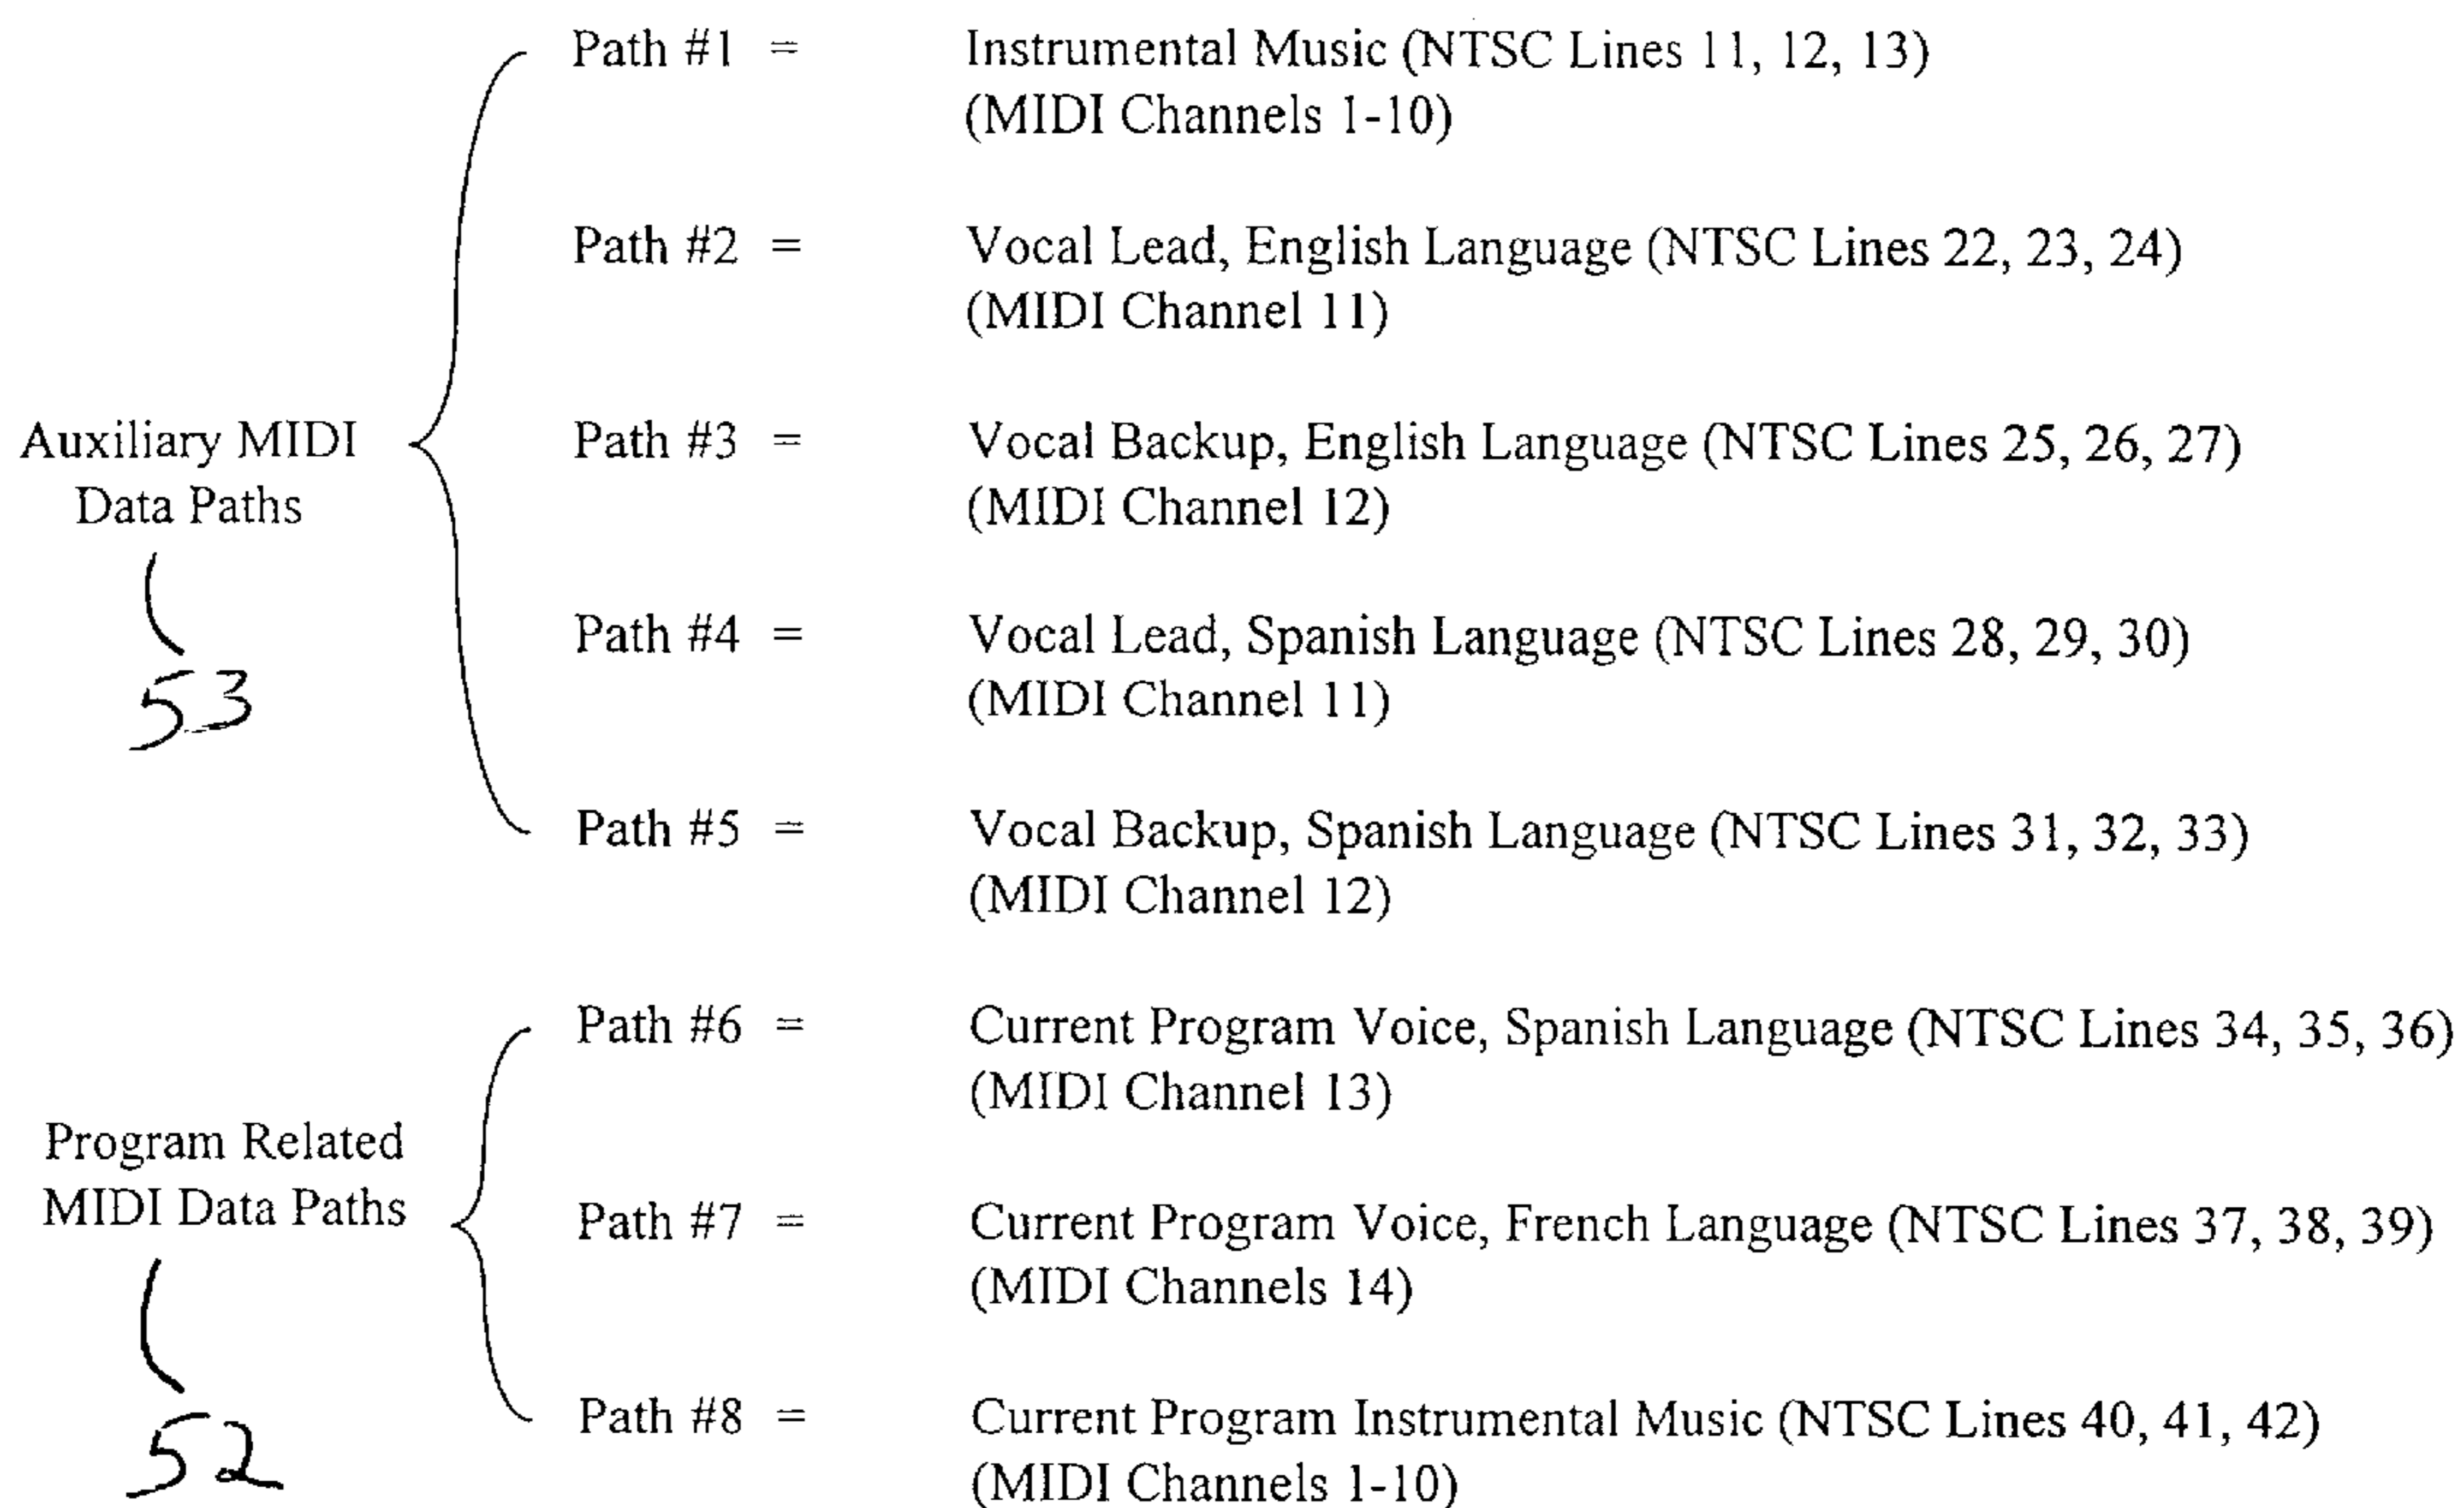 Path #1 = Instrumental Music (NTSC Lines 11, 12, 13)
(MIDI Channels 1-10)
Path #2 = Vocal Lead, English Language (NTSC Lines 22, 23, 24)
(MIDI Channel 11)
Auxiliary MIDI
Data Paths
53
Path #3 = Vocal Backup, English Language (NTSC Lines 25, 26, 27)
(MIDI Channel 12)
Path #4 = Vocal Lead, Spanish Language (NTSC Lines 28, 29, 30)
(MIDI Channel 11)
Path #5 = Vocal Backup, Spanish Language (NTSC Lines 31, 32, 33)
(MIDI Channel 12)
Program Related
MIDI Data Paths
52
Path #6 = Current Program Voice, Spanish Language (NTSC Lines 34, 35, 36)
(MIDI Channel 13)
Path #7 = Current Program Voice, French Language (NTSC Lines 37, 38, 39)
(MIDI Channels 14)
Path #8 = Current Program Instrumental Music (NTSC Lines 40, 41, 42)
(MIDI Channels 1-10)